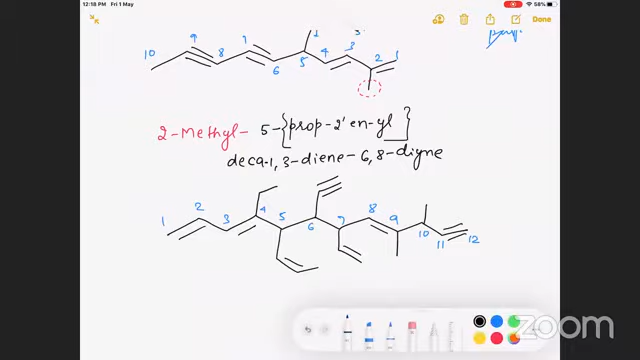 12:18 PM Sun 1 May
58%
Done
10 9 8 7 6 5 4 3 2 1
2-Methyl- 5-{prop-2'en-yl}
deca-1,3-diene-6,8-diyne
1 2 3 4 5 6 7 8 9 10 11 12
zoom